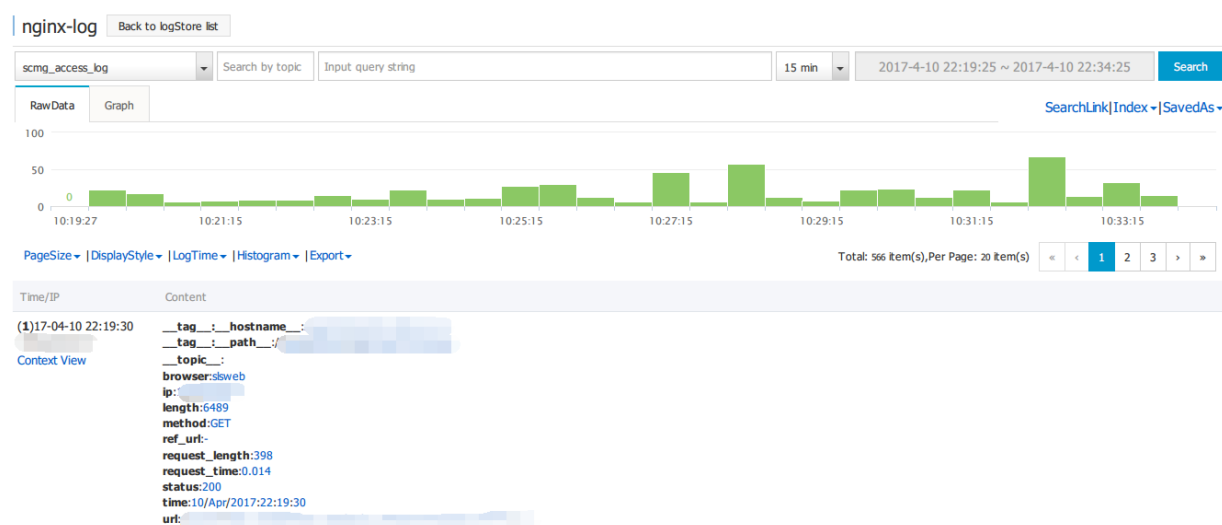 nginx-log Back to logStore list
scmg_access_log Search by topic Input query string 15 min 2017-4-10 22:19:25 ~ 2017-4-10 22:34:25 Search
RawData Graph SearchLink|Index|SavedAs
100
50
0
0
10:19:27 10:21:15 10:23:15 10:25:15 10:27:15 10:29:15 10:31:15 10:33:15
PageSize |DisplayStyle |LogTime |Histogram |Export Total: 566 item(s),Per Page: 20 item(s) « ‹ 1 2 3 › »
Time/IP Content
(1)17-04-10 22:19:30 __tag__:__hostname__:
__tag__:__path__:/
Context View __topic__:
browser:slsweb
ip:
length:6489
method:GET
ref_url:-
request_length:398
request_time:0.014
status:200
time:10/Apr/2017:22:19:30
url: